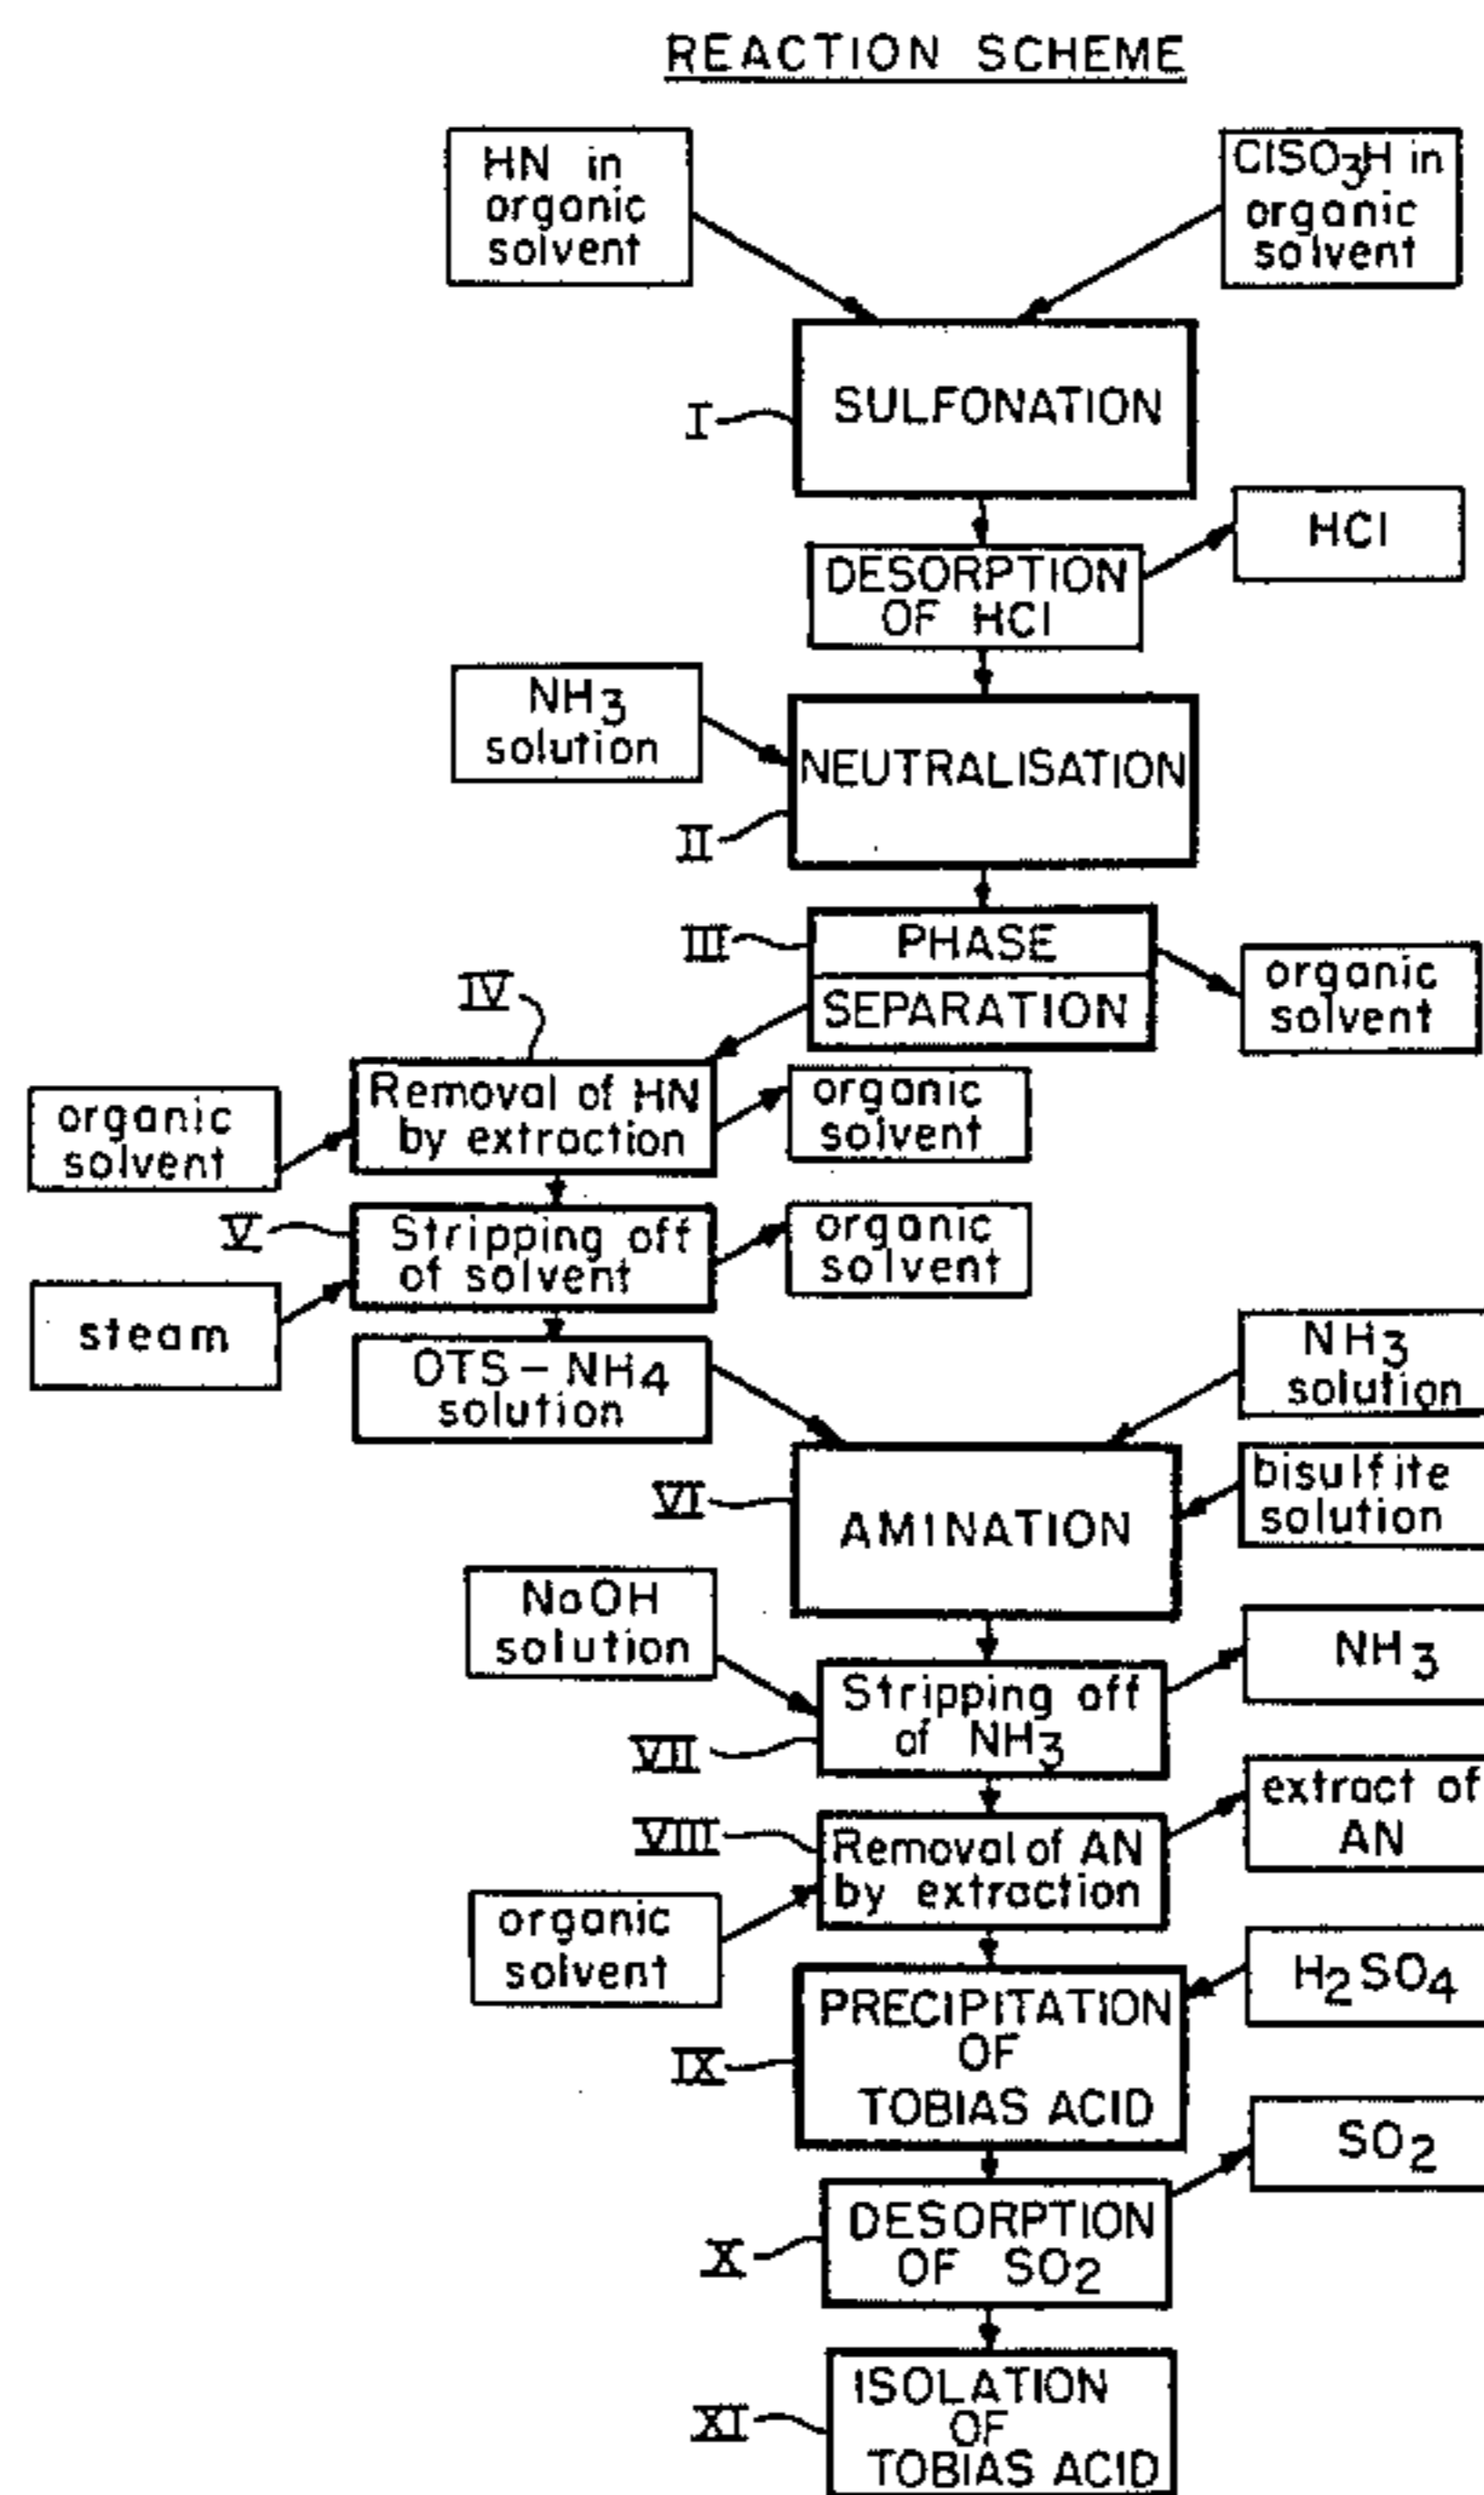 REACTION SCHEME
HN in
organic
solvent
ClSO3H in
organic
solvent
SULFONATION
I
HCl
DESORPTION
OF HCl
NH3
solution
NEUTRALISATION
II
III
PHASE
SEPARATION
organic
solvent
IV
Removal of HN
by extraction
organic
solvent
organic
solvent
V
Stripping off
of solvent
organic
solvent
steam
OTS-NH4
solution
NH3
solution
bisulfite
solution
VI
AMINATION
NaOH
solution
NH3
Stripping off
of NH3
VII
extract of
AN
VIII
Removal of AN
by extraction
organic
solvent
H2SO4
PRECIPITATION
OF
TOBIAS ACID
IX
SO2
DESORPTION
OF SO2
X
ISOLATION
OF
TOBIAS ACID
XI